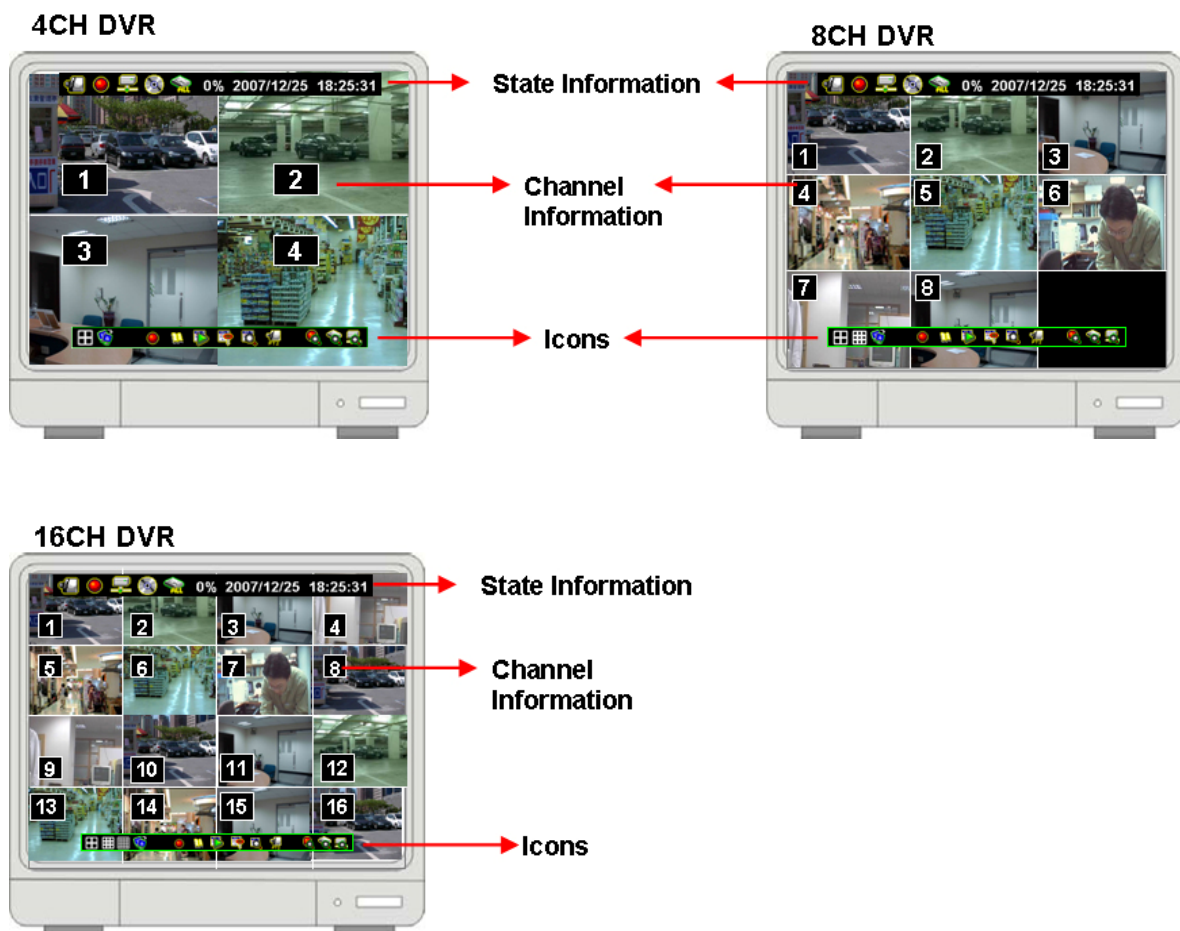 4CH DVR
8CH DVR
0% 2007/12/25 18:25:31
State Information
0% 2007/12/25 18:25:31
1
2
Channel
Information
1
2
3
3
4
4
5
6
7
8
Icons
16CH DVR
0% 2007/12/25 18:25:31
State Information
1
2
3
4
5
6
7
8
Channel
Information
9
10
11
12
13
14
15
16
Icons